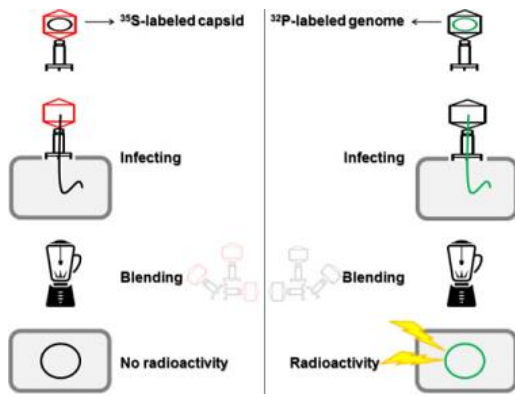 ³⁵S-labeled capsid
³²P-labeled genome
Infecting
Infecting
Blending
Blending
No radioactivity
Radioactivity